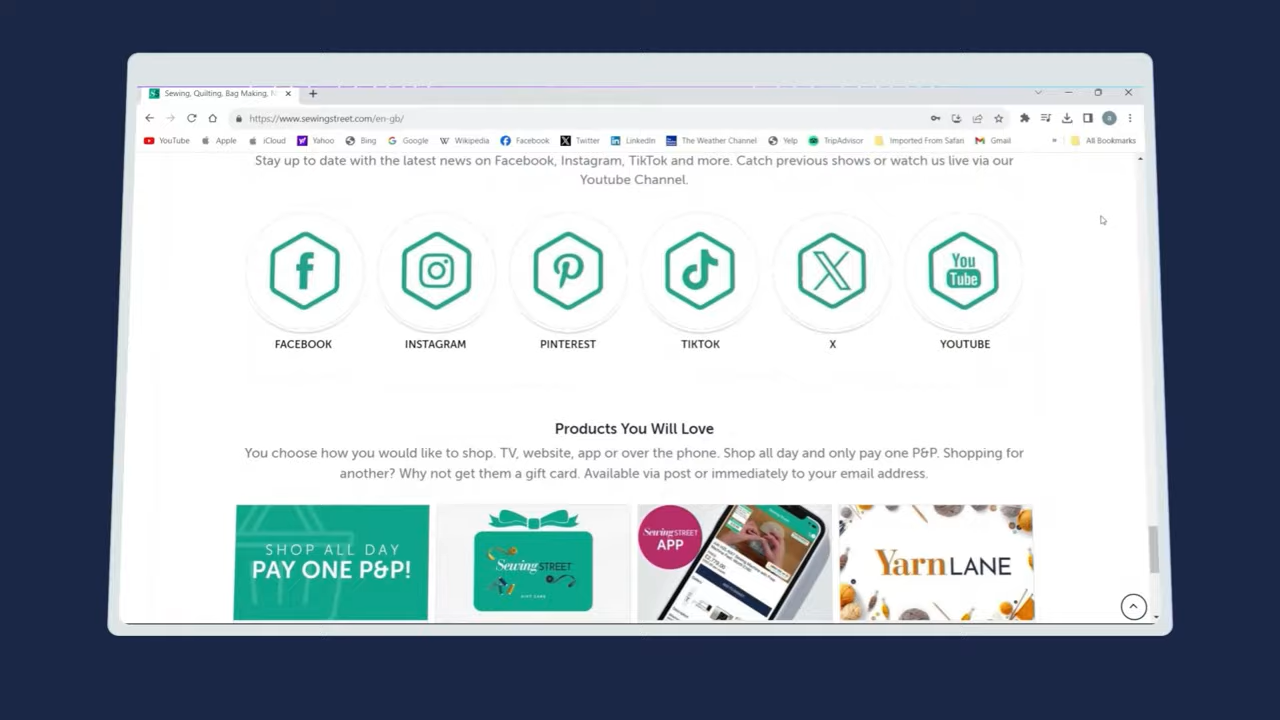 Sewing, Quilting, Bag Making,
https://www.sewingstreet.com/en-gb/
YouTube Apple iCloud Yahoo Bing Google Wikipedia Facebook Twitter LinkedIn The Weather Channel Yelp TripAdvisor Imported From Safari Gmail » All Bookmarks
Stay up to date with the latest news on Facebook, Instagram, TikTok and more. Catch previous shows or watch us live via our
Youtube Channel.
You
Tube
FACEBOOK INSTAGRAM PINTEREST TIKTOK X YOUTUBE
Products You Will Love
You choose how you would like to shop. TV, website, app or over the phone. Shop all day and only pay one P&P. Shopping for
another? Why not get them a gift card. Available via post or immediately to your email address.
SHOP ALL DAY
PAY ONE P&P!
Sewing STREET
GIFT CARD
Sewing STREET
APP
Yarn LANE